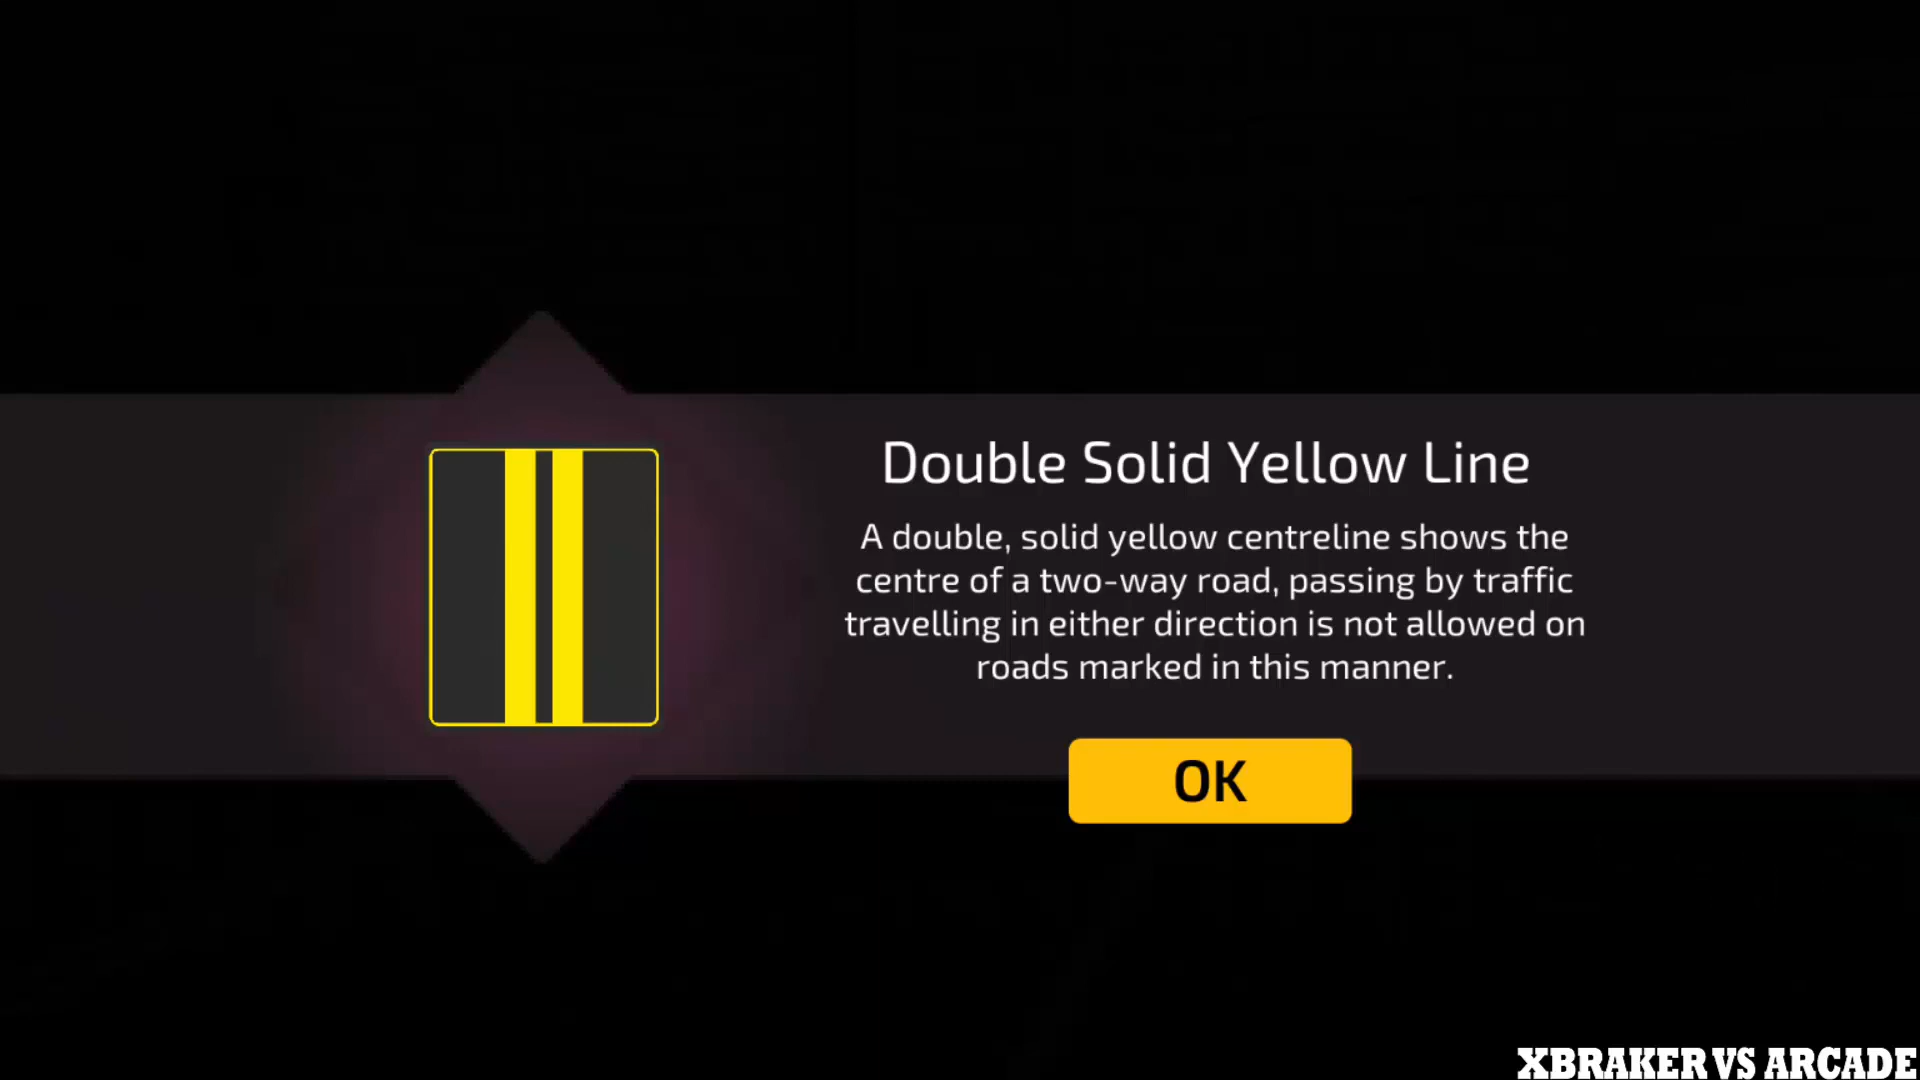 Double Solid Yellow Line
A double, solid yellow centreline shows the
centre of a two-way road, passing by traffic
travelling in either direction is not allowed on
roads marked in this manner.
OK
XBRAKER VS ARCADE